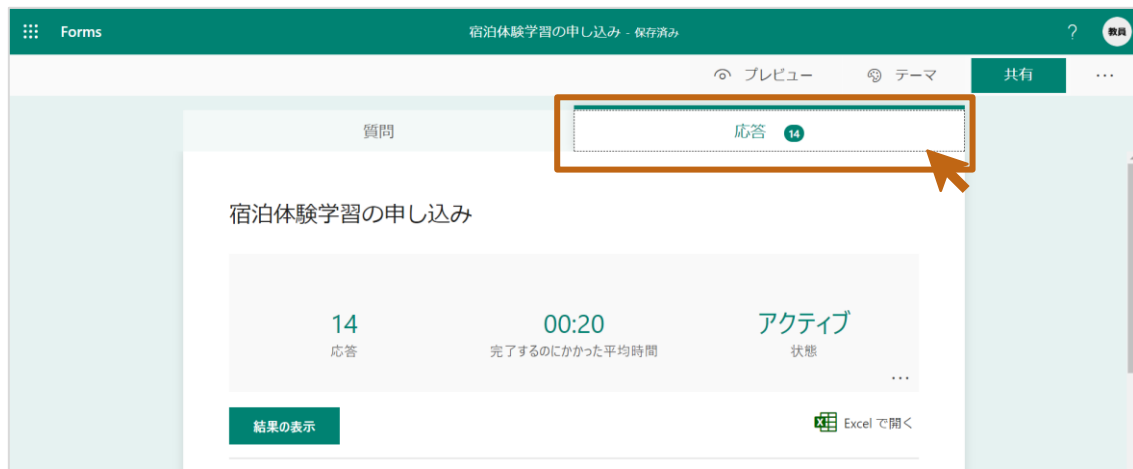 Forms
宿泊体験学習の申し込み - 保存済み
?
教員
プレビュー
テーマ
共有
...
質問
応答 14
宿泊体験学習の申し込み
14
応答
00:20
完了するのにかかった平均時間
アクティブ
状態
...
結果の表示
Excel で開く